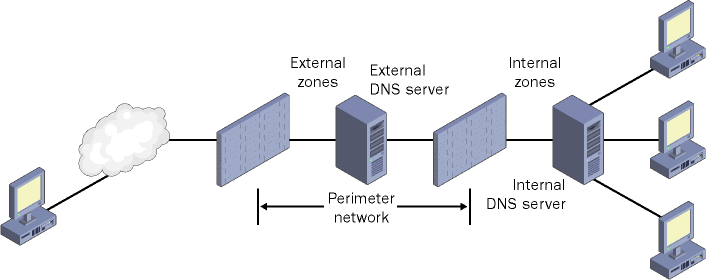 External
zones
External
DNS server
Internal
zones
Internal
DNS server
Perimeter
network